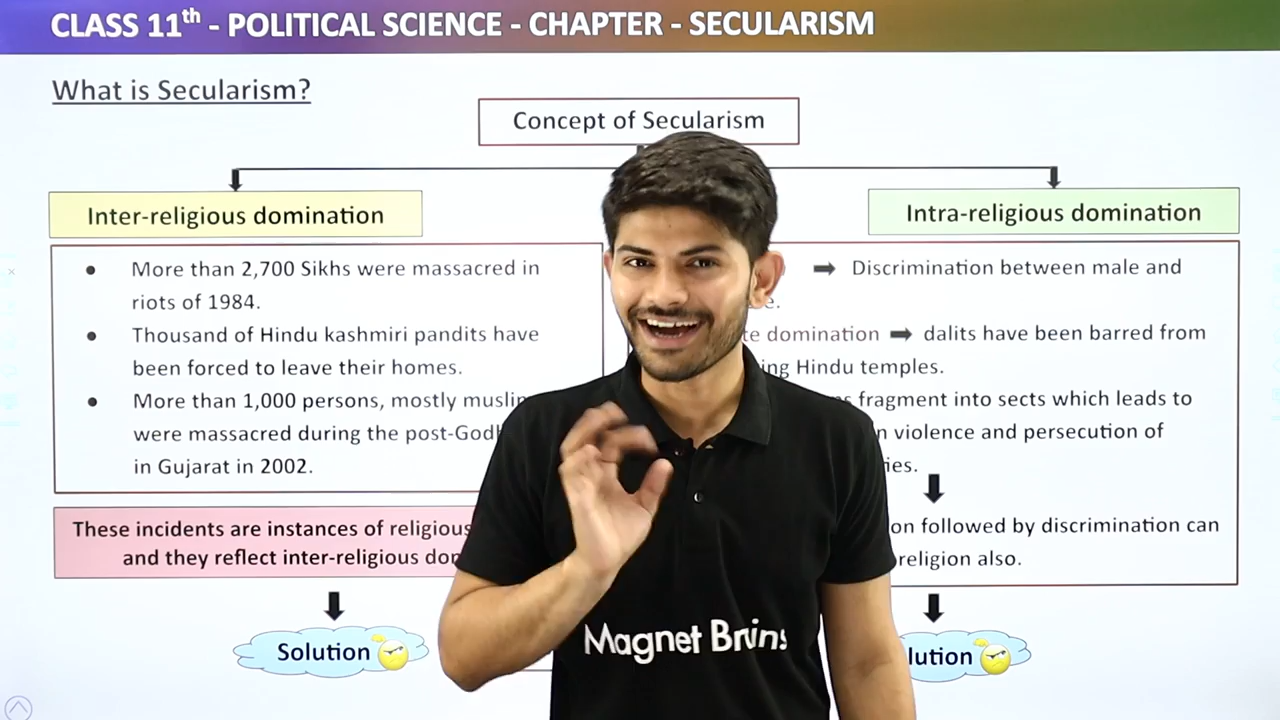 CLASS 11th - POLITICAL SCIENCE - CHAPTER - SECULARISM
What is Secularism?
Concept of Secularism
Inter-religious domination
Intra-religious domination
More than 2,700 Sikhs were massacred in
riots of 1984.
Thousand of Hindu kashmiri pandits have
been forced to leave their homes.
More than 1,000 persons, mostly
were massacred during the
in Gujarat in 2002.
These incidents are instances of religious
and they reflect inter-religious
Solution
Discrimination between male and
domination dalits have been barred from
Hindu temples.
fragment into sects which leads to
violence and persecution of
followed by discrimination can
religion also.
Magnet Brains